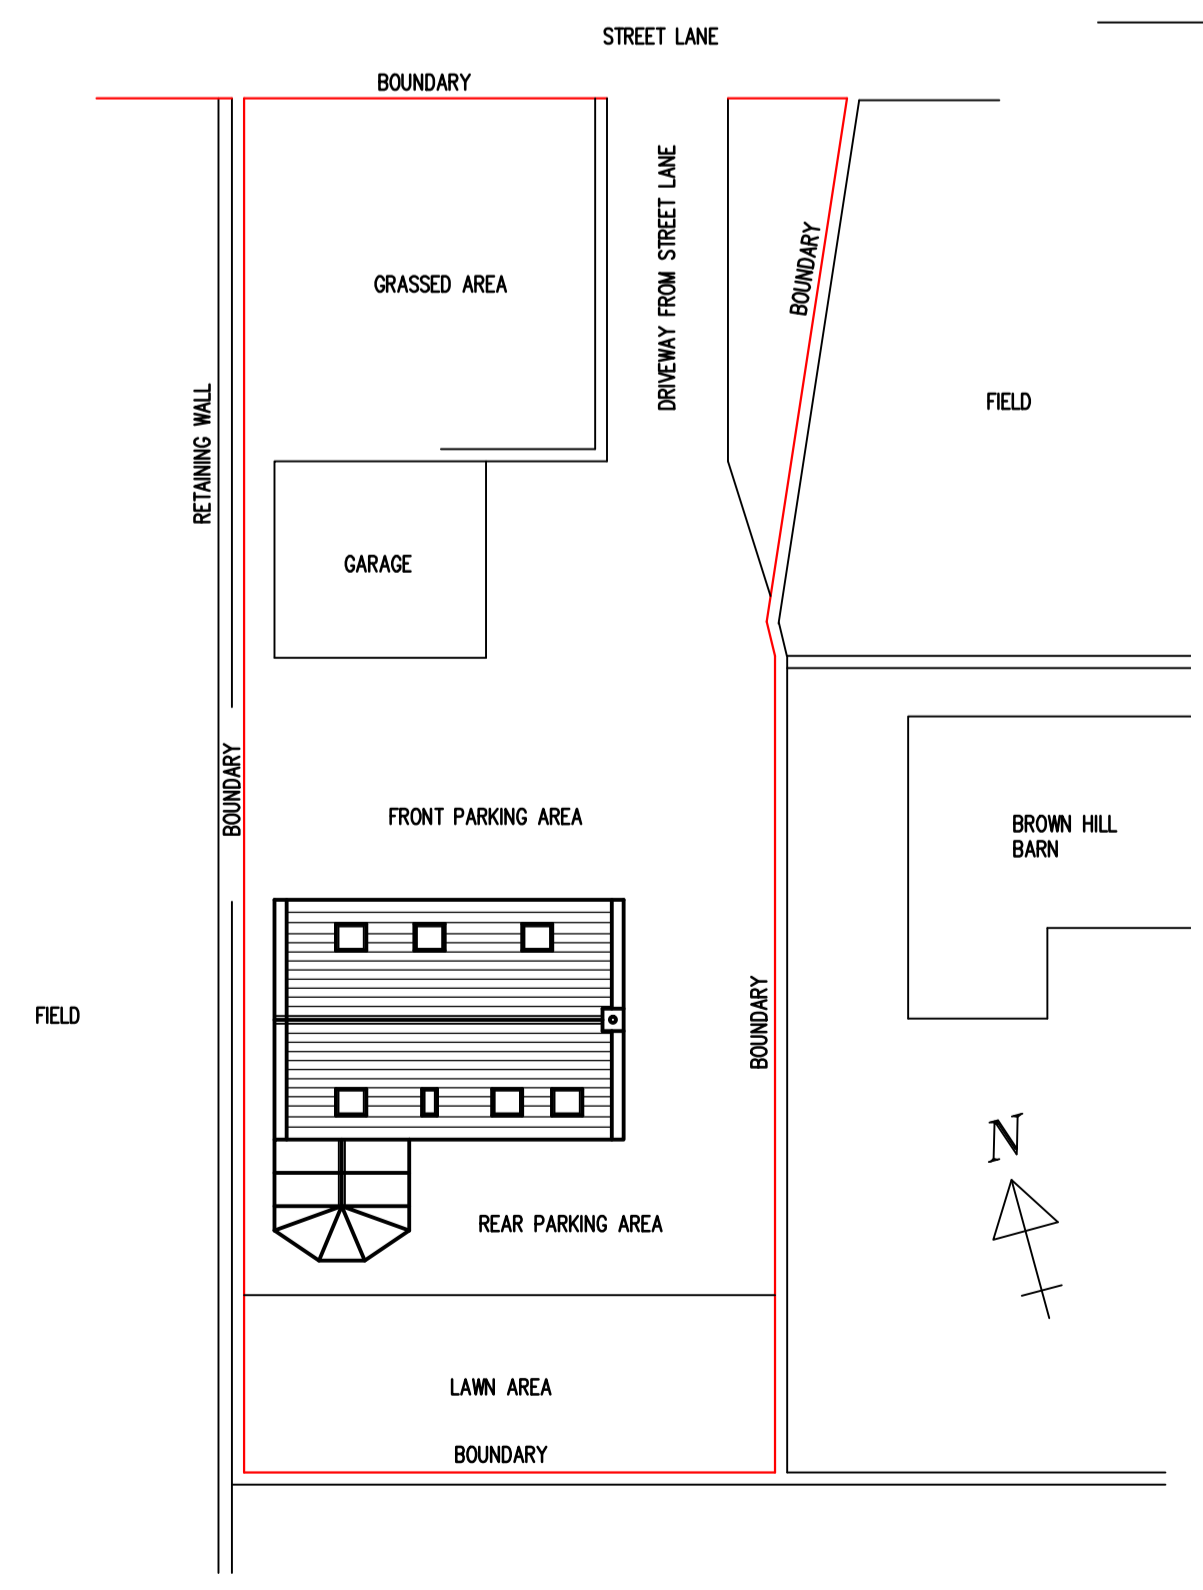 STREET LANE
BOUNDARY
DRIVEWAY FROM STREET LANE
BOUNDARY
GRASSED AREA
RETAINING WALL
FIELD
GARAGE
BOUNDARY
FRONT PARKING AREA
BROWN HILL
BARN
FIELD
BOUNDARY
N
REAR PARKING AREA
LAWN AREA
BOUNDARY